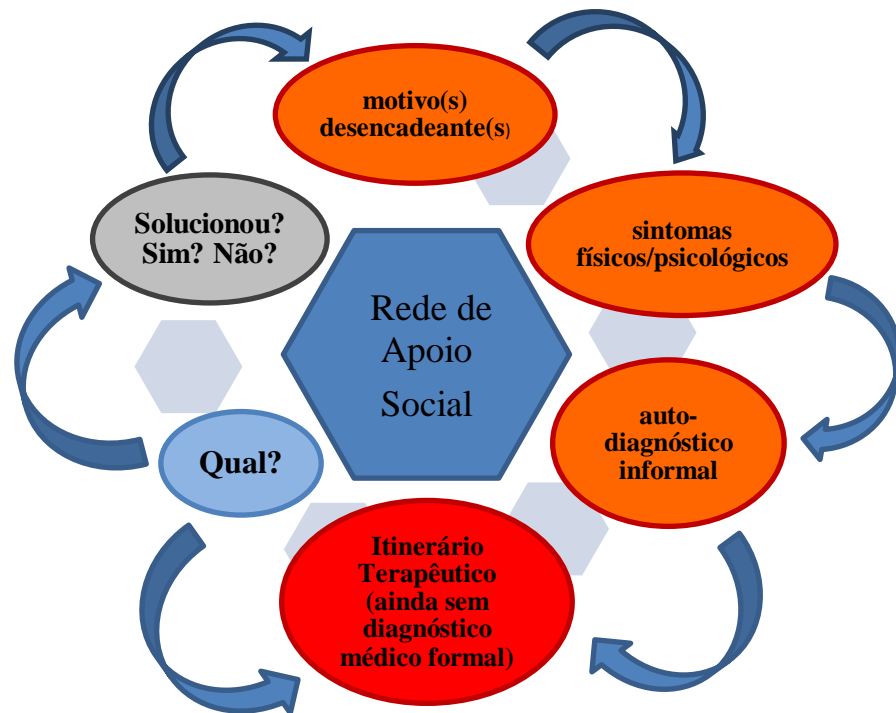 motivo(s)
desencadeante(s)
sintomas
físicos/psicológicos
auto-
diagnóstico
informal
Itinerário
Terapêutico
(ainda sem
diagnóstico
médico formal)
Qual?
Solucionou?
Sim? Não?
Rede de
Apoio
Social